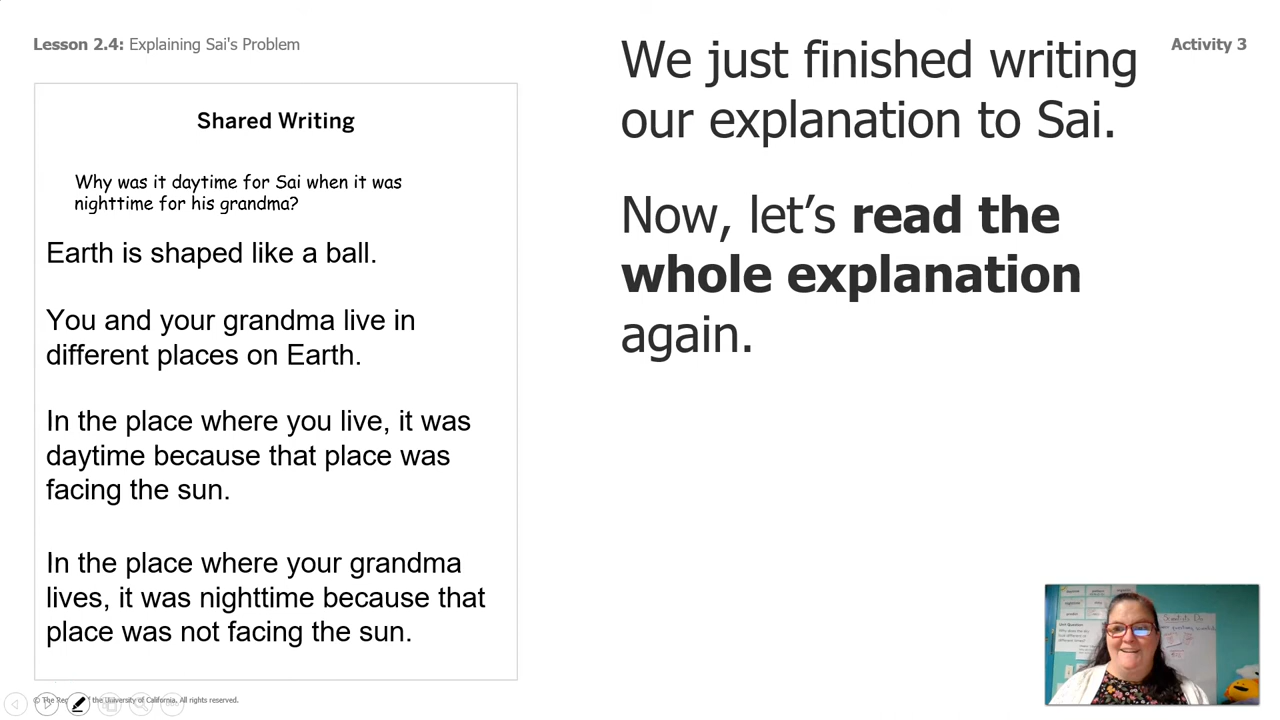 Lesson 2.4: Explaining Sai's Problem
Activity 3
Shared Writing
Why was it daytime for Sai when it was
nighttime for his grandma?
Earth is shaped like a ball.
You and your grandma live in
different places on Earth.
In the place where you live, it was
daytime because that place was
facing the sun.
In the place where your grandma
lives, it was nighttime because that
place was not facing the sun.
We just finished writing
our explanation to Sai.
Now, let’s read the
whole explanation
again.
© The of the University of California. All rights reserved.
Unit Question